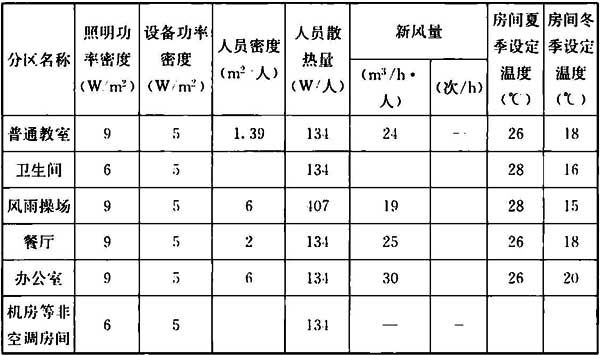 分区名称 照明功率密度(W/m²) 设备功率密度(W/m²) 人员密度(m²/人) 人员散热量(W/人) 新风量 房间夏季设定温度(℃) 房间冬季设定温度(℃)
(m³/h·人) (次/h)
普通教室 9 5 1.39 134 24 — 26 18
卫生间 6 5 134 28 16
风雨操场 9 5 6 407 19 28 15
餐厅 9 5 2 134 25 26 18
办公室 9 5 6 134 30 26 20
机房等非空调房间 6 5 134 — —